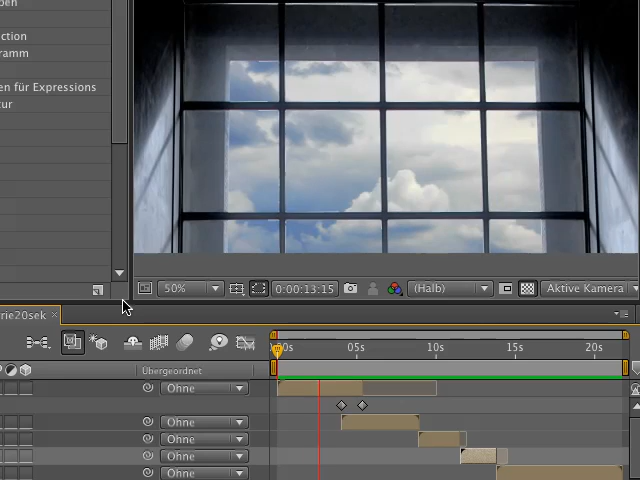 ben
ction
ramm
en für Expressions
tur
50%
0:00:13:15
(Halb)
Aktive Kamera
rie20sek ×
00s 05s 10s 15s 20s
Übergeordnet
Ohne
Ohne
Ohne
Ohne
Ohne